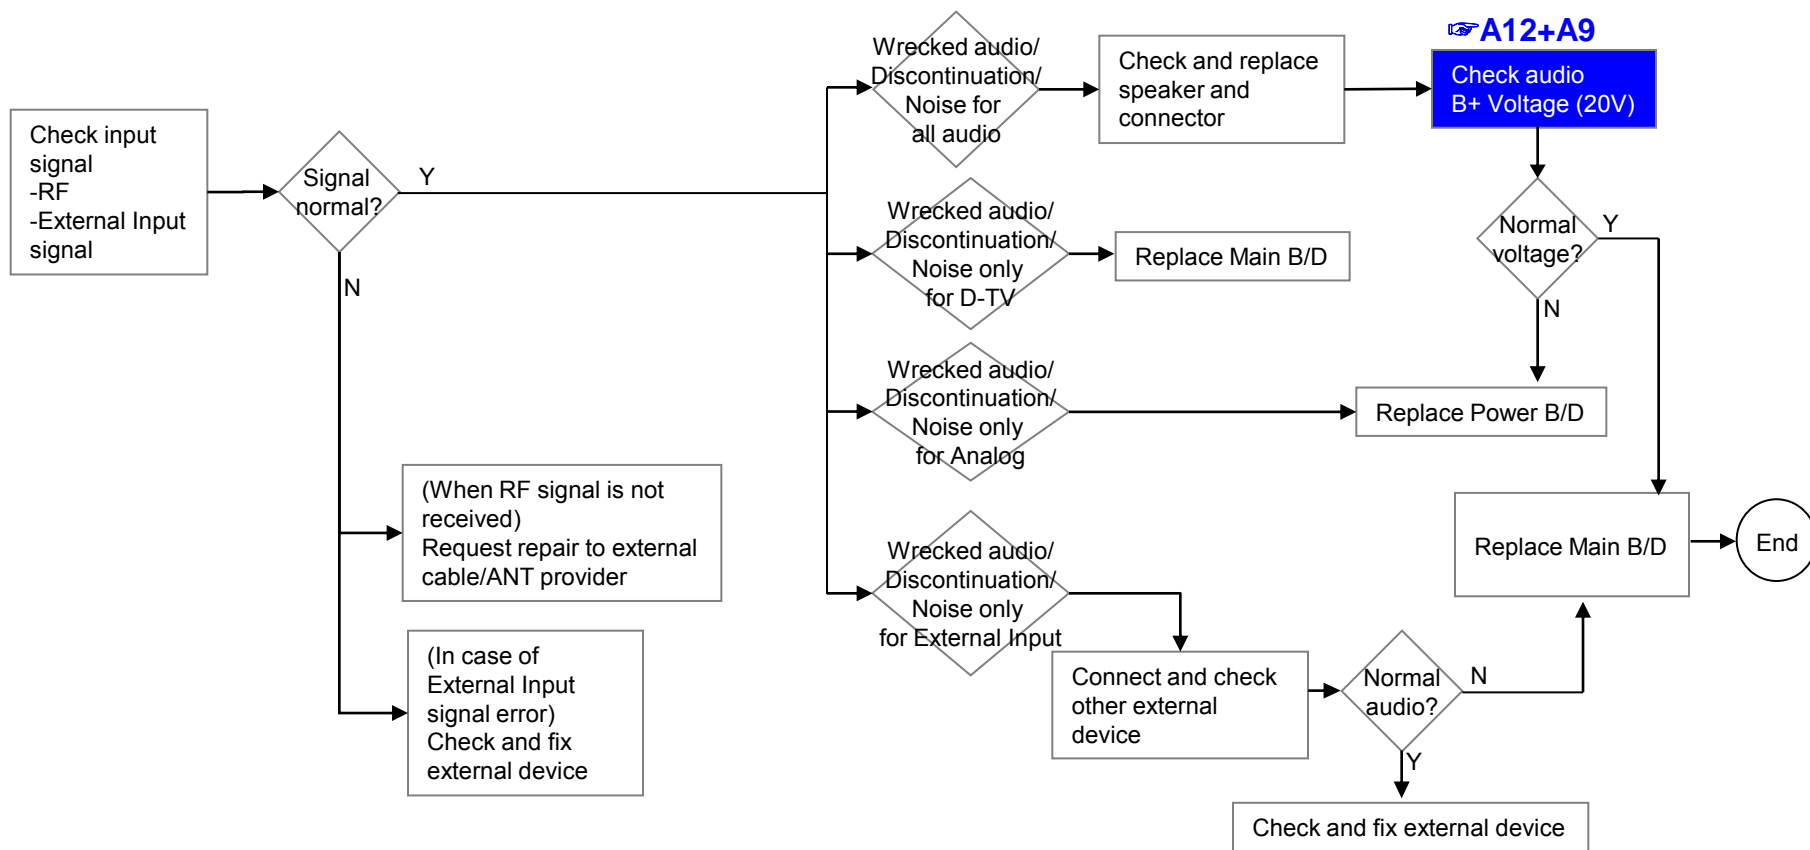 Check input
signal
-RF
-External Input
signal
Signal
normal?
Y
N
(When RF signal is not
received)
Request repair to external
cable/ANT provider
(In case of
External Input
signal error)
Check and fix
external device
Wrecked audio/
Discontinuation/
Noise for
all audio
Check and replace
speaker and
connector
☞A12+A9
Check audio
B+ Voltage (20V)
Normal
voltage?
Y
N
Wrecked audio/
Discontinuation/
Noise only
for D-TV
Replace Main B/D
Wrecked audio/
Discontinuation/
Noise only
for Analog
Replace Power B/D
Wrecked audio/
Discontinuation/
Noise only
for External Input
Connect and check
other external
device
Normal
audio?
N
Y
Replace Main B/D
End
Check and fix external device